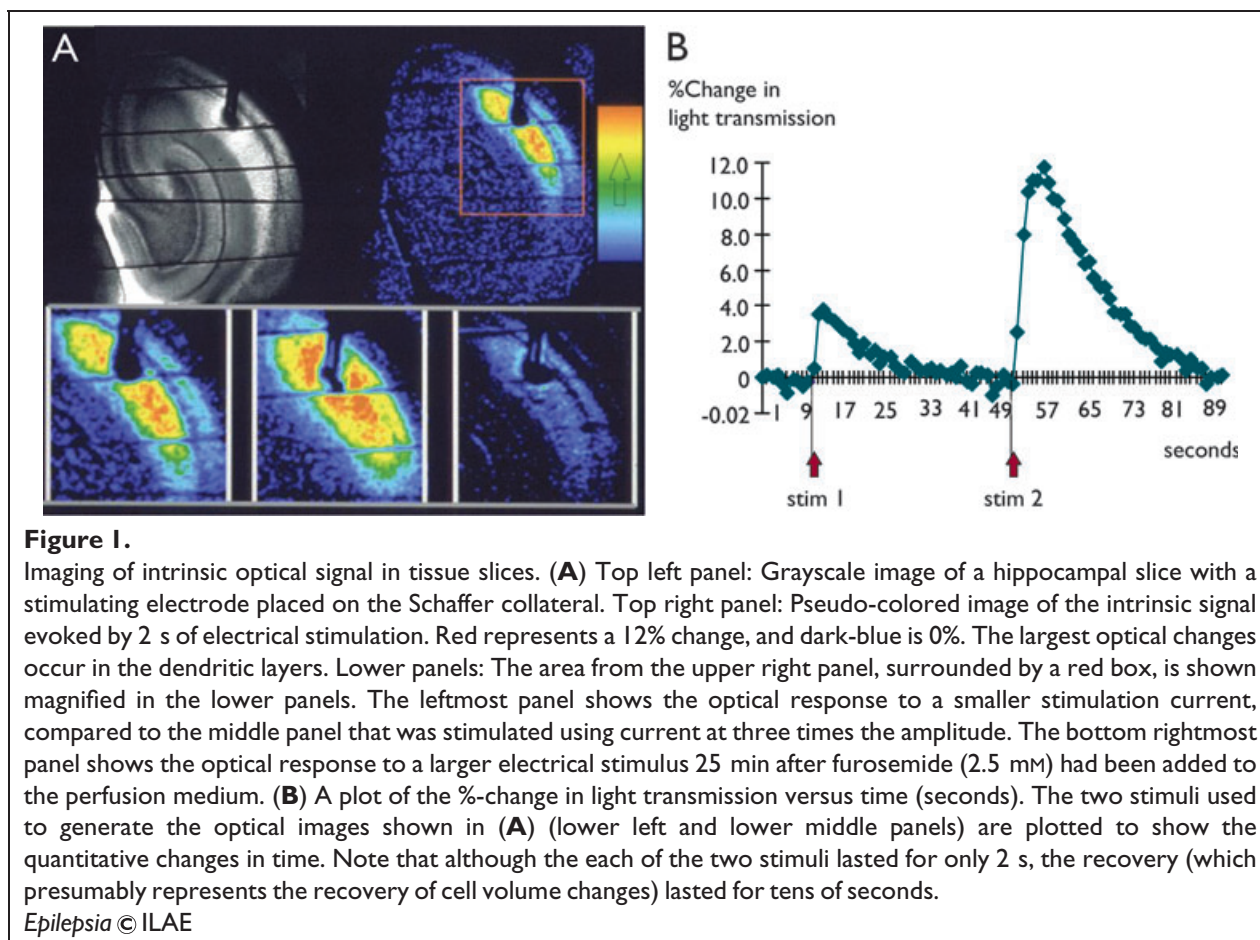 A
B
%Change in
light transmission
12.0
10.0
8.0
6.0
4.0
2.0
0
-0.02
1 9 17 25 33 41 49 57 65 73 81 89
seconds
stim 1 stim 2
Figure 1.
Imaging of intrinsic optical signal in tissue slices. (A) Top left panel: Grayscale image of a hippocampal slice with a
stimulating electrode placed on the Schaffer collateral. Top right panel: Pseudo-colored image of the intrinsic signal
evoked by 2 s of electrical stimulation. Red represents a 12% change, and dark-blue is 0%. The largest optical changes
occur in the dendritic layers. Lower panels: The area from the upper right panel, surrounded by a red box, is shown
magnified in the lower panels. The leftmost panel shows the optical response to a smaller stimulation current,
compared to the middle panel that was stimulated using current at three times the amplitude. The bottom rightmost
panel shows the optical response to a larger electrical stimulus 25 min after furosemide (2.5 mM) had been added to
the perfusion medium. (B) A plot of the %-change in light transmission versus time (seconds). The two stimuli used
to generate the optical images shown in (A) (lower left and lower middle panels) are plotted to show the
quantitative changes in time. Note that although the each of the two stimuli lasted for only 2 s, the recovery (which
presumably represents the recovery of cell volume changes) lasted for tens of seconds.
Epilepsia © ILAE